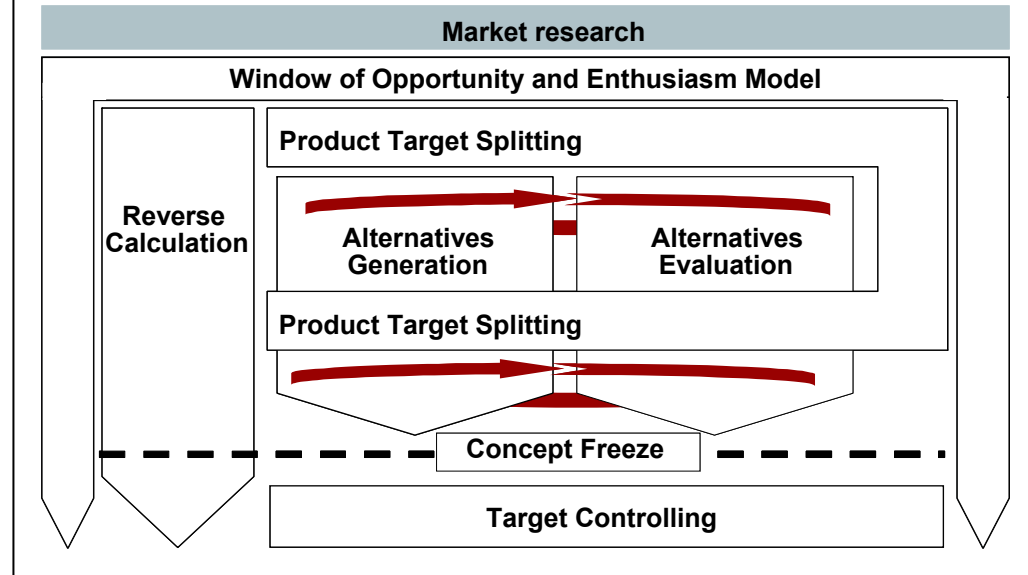 Market research
Window of Opportunity and Enthusiasm Model
Product Target Splitting
Reverse
Calculation
Alternatives
Generation
Alternatives
Evaluation
Product Target Splitting
Concept Freeze
Target Controlling